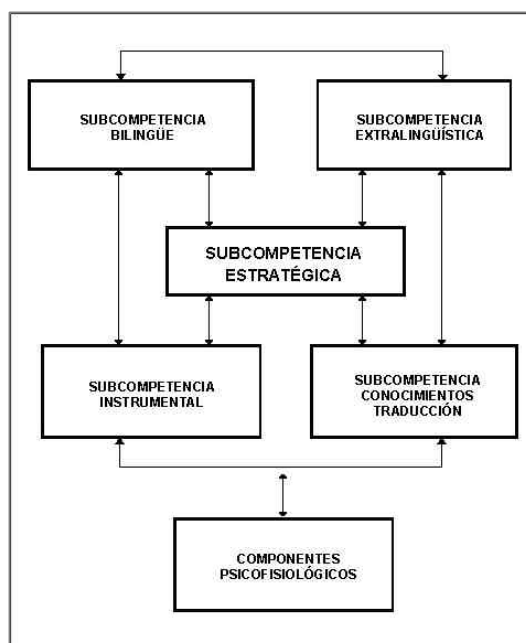 SUBCOMPETENCIA
BILINGÜE
SUBCOMPETENCIA
EXTRALINGÜÍSTICA
SUBCOMPETENCIA
ESTRATÉGICA
SUBCOMPETENCIA
INSTRUMENTAL
SUBCOMPETENCIA
CONOCIMIENTOS
TRADUCCIÓN
COMPONENTES
PSICOFISIOLÓGICOS